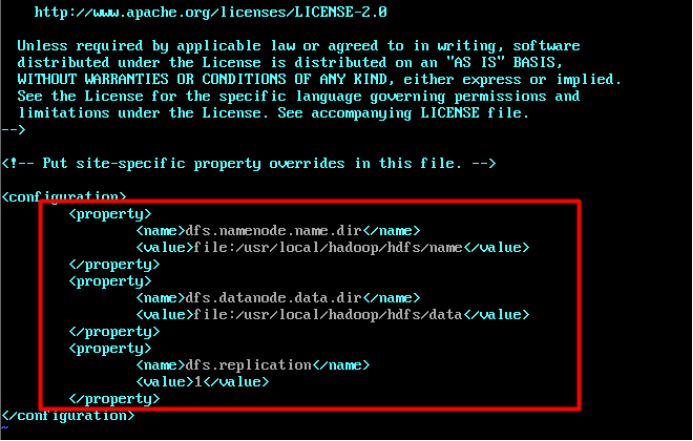 http://www.apache.org/licenses/LICENSE-2.0
Unless required by applicable law or agreed to in writing, software
distributed under the License is distributed on an "AS IS" BASIS,
WITHOUT WARRANTIES OR CONDITIONS OF ANY KIND, either express or implied.
See the License for the specific language governing permissions and
limitations under the License. See accompanying LICENSE file.
-->
<!-- Put site-specific property overrides in this file. -->
<configuration>
<property>
<name>dfs.namenode.name.dir</name>
<value>file:/usr/local/hadoop/hdfs/name</value>
</property>
<property>
<name>dfs.datanode.data.dir</name>
<value>file:/usr/local/hadoop/hdfs/data</value>
</property>
<property>
<name>dfs.replication</name>
<value>1</value>
</property>
</configuration>
~